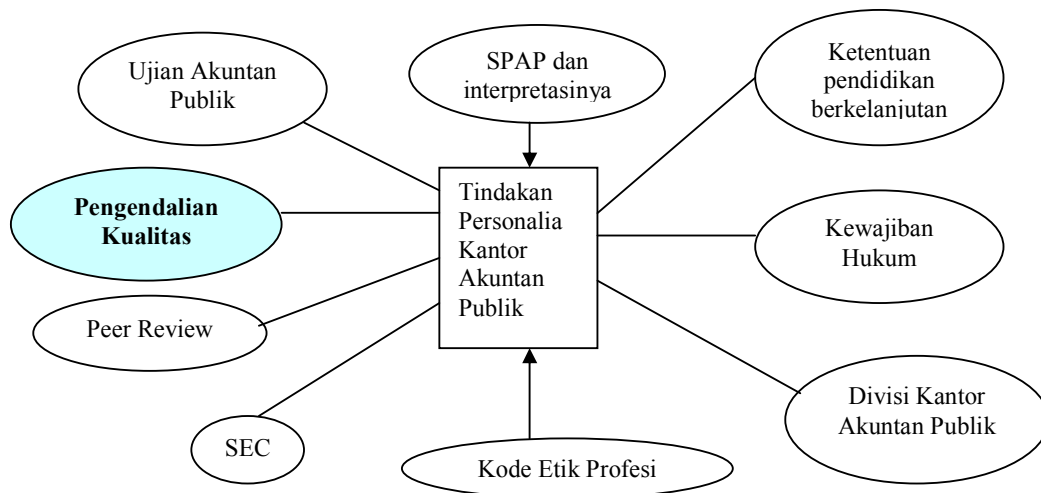 Ujian Akuntan
Publik
SPAP dan
interpretasinya
Ketentuan
pendidikan
berkelanjutan
Pengendalian
Kualitas
Tindakan
Personalia
Kantor
Akuntan
Publik
Kewajiban
Hukum
Peer Review
Divisi Kantor
Akuntan Publik
SEC
Kode Etik Profesi